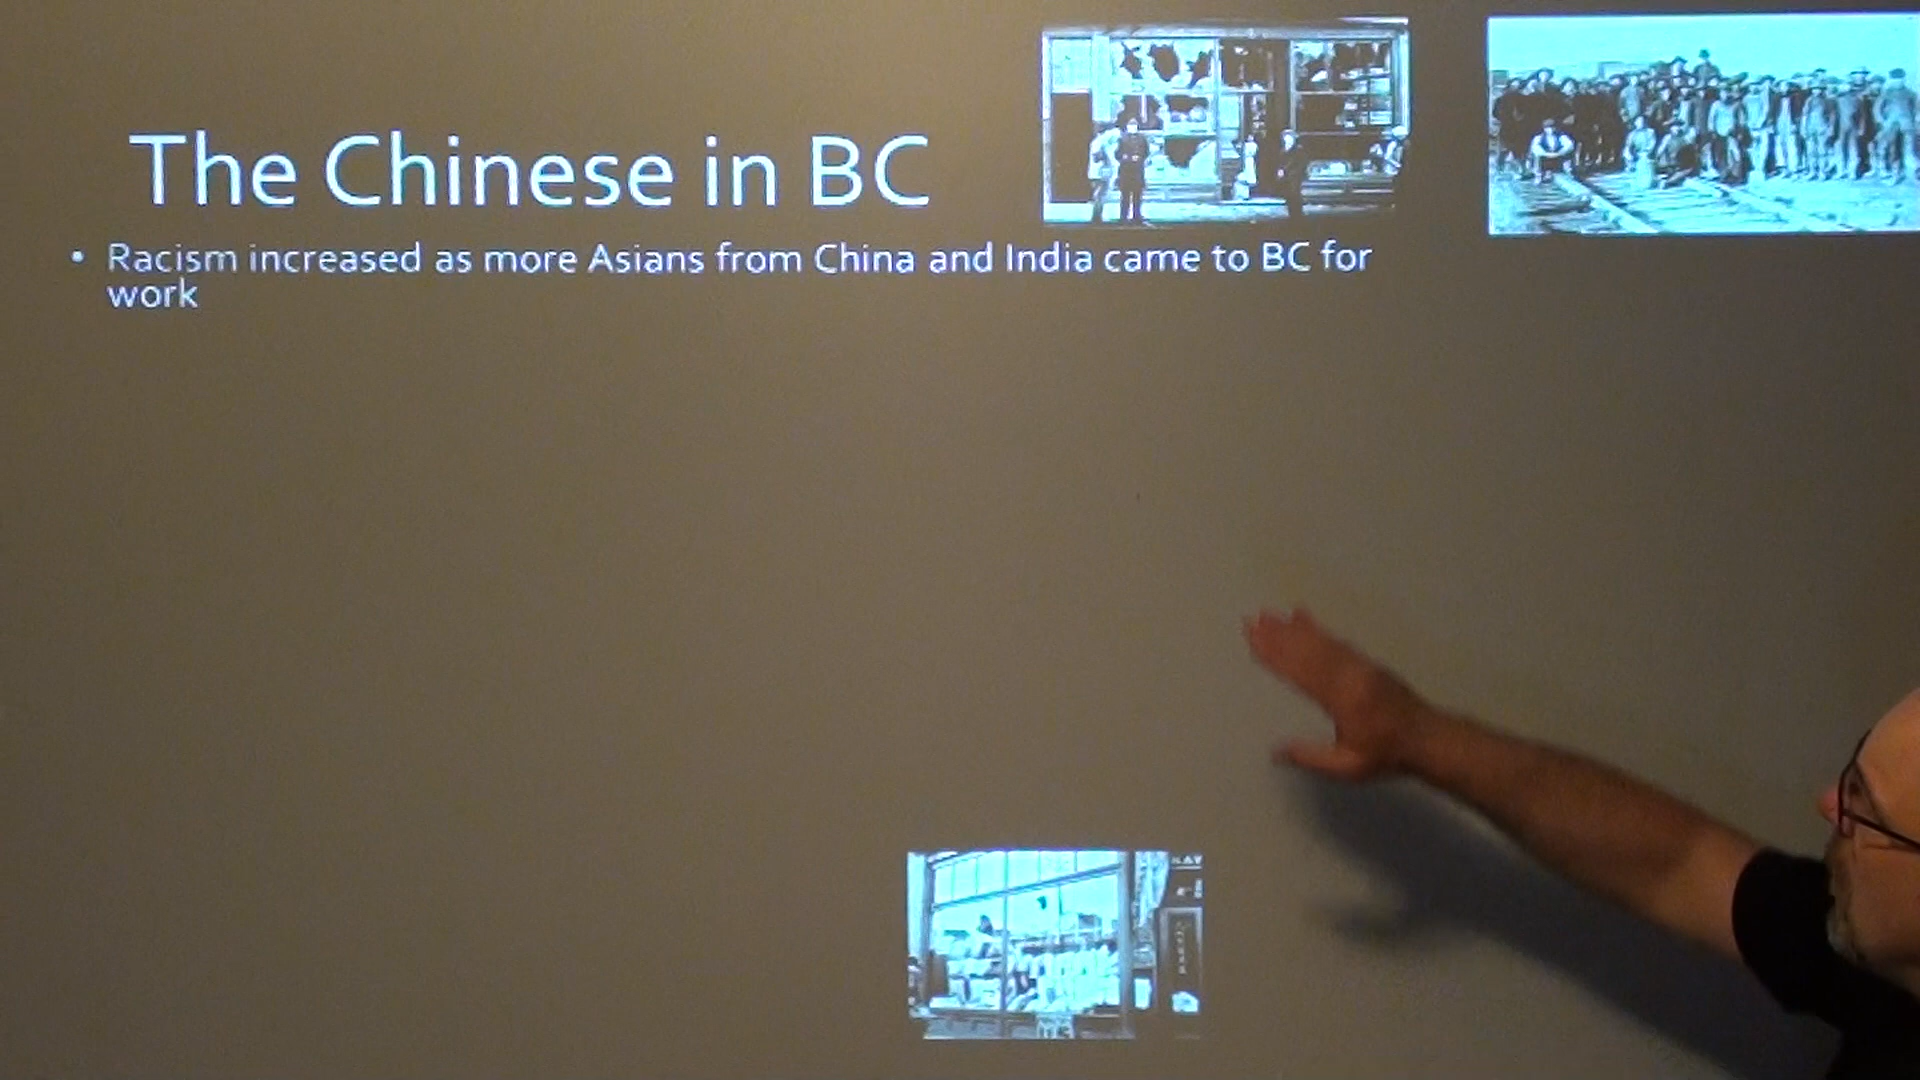 The Chinese in BC
• Racism increased as more Asians from China and India came to BC for
work